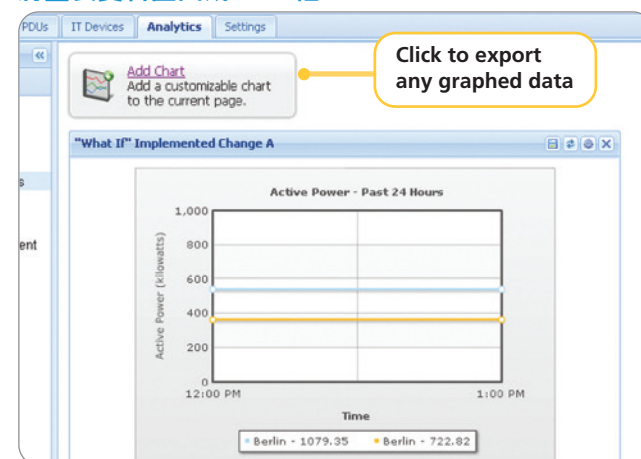 PDUs
IT Devices
Analytics
Settings
Add Chart
Add a customizable chart
to the current page.
Click to export
any graphed data
"What If" Implemented Change A
s
ent
Active Power - Past 24 Hours
Active Power (kilowatts)
1,000
800
600
400
200
0
12:00 PM
1:00 PM
Time
Berlin - 1079.35
Berlin - 722.82